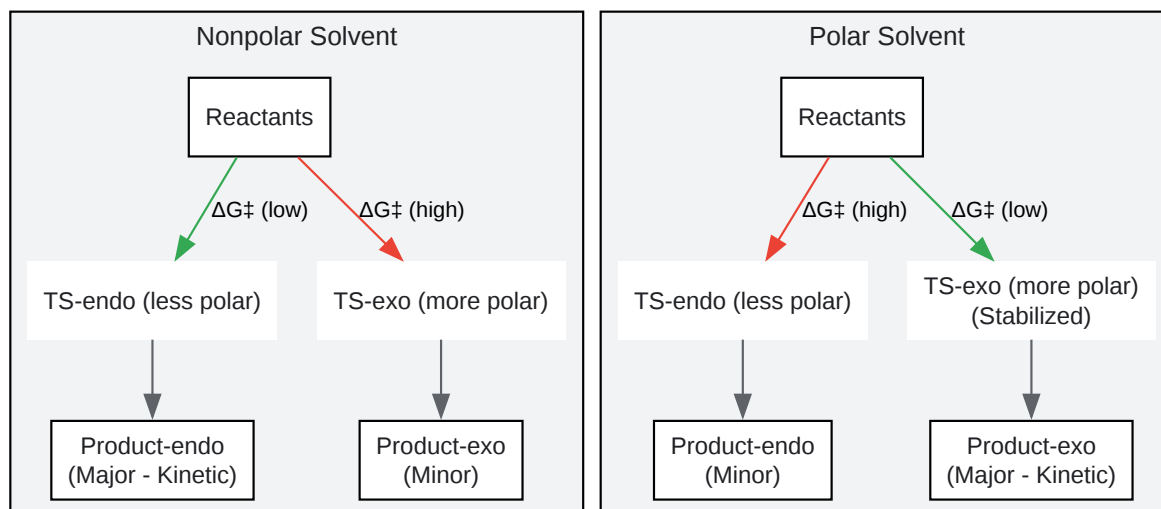 Nonpolar Solvent
Reactants
ΔG‡ (low)
ΔG‡ (high)
TS-endo (less polar)
TS-exo (more polar)
Product-endo
(Major - Kinetic)
Product-exo
(Minor)
Polar Solvent
Reactants
ΔG‡ (high)
ΔG‡ (low)
TS-endo (less polar)
TS-exo (more polar)
(Stabilized)
Product-endo
(Minor)
Product-exo
(Major - Kinetic)